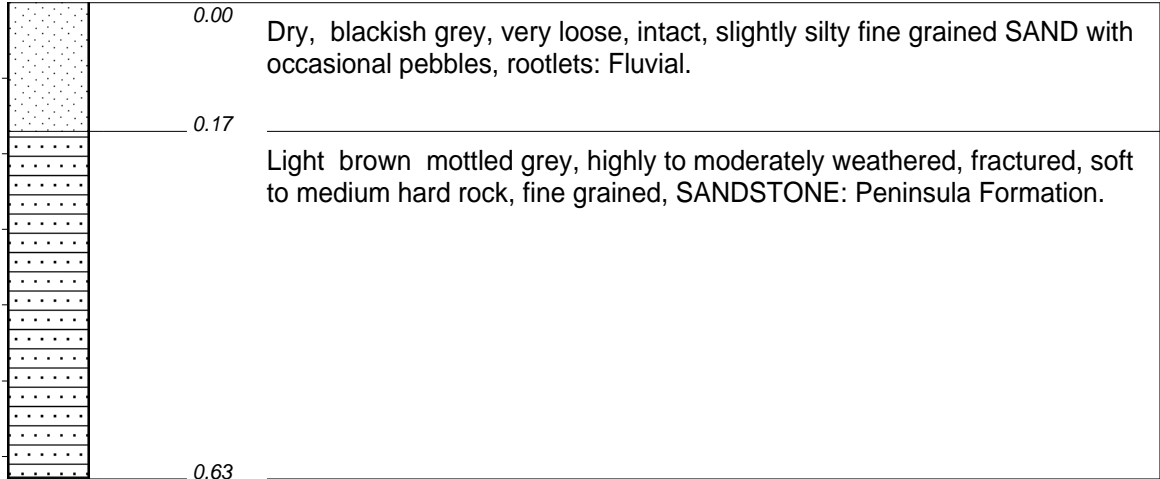 0.00
Dry, blackish grey, very loose, intact, slightly silty fine grained SAND with
occasional pebbles, rootlets: Fluvial.
0.17
Light brown mottled grey, highly to moderately weathered, fractured, soft
to medium hard rock, fine grained, SANDSTONE: Peninsula Formation.
0.63